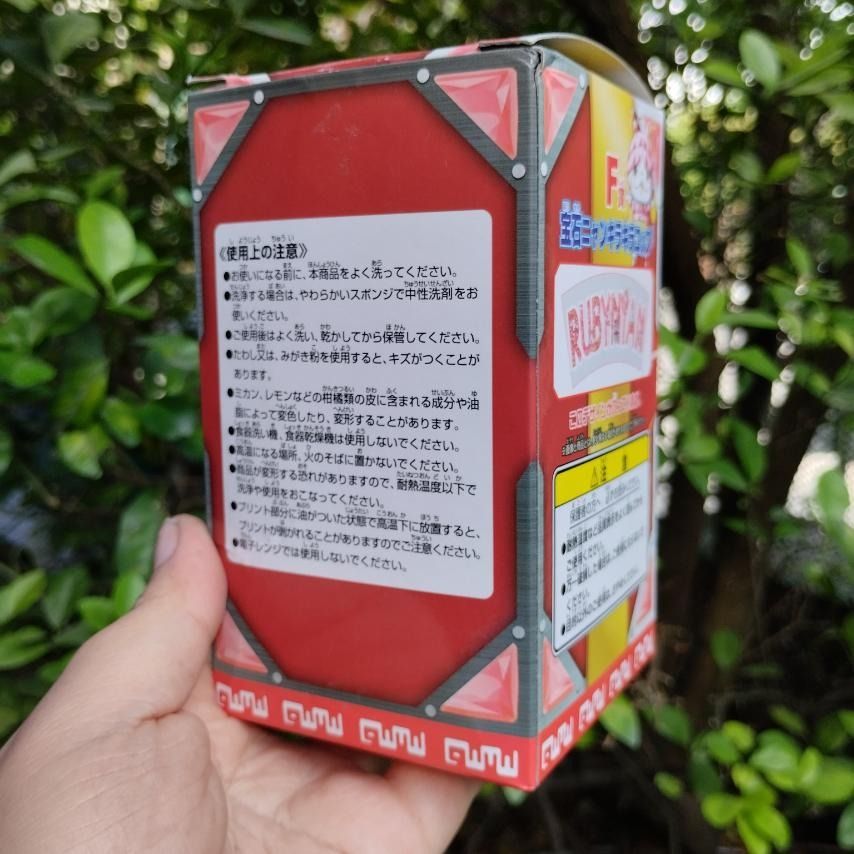 《使用上の注意》
●お使いになる前に、本商品をよく洗ってください。
●洗浄する場合は、やわらかいスポンジで中性洗剤をお
使いください。
●ご使用後はよく洗い、乾かしてから保管してください。
●たわし又は、みがき粉を使用すると、キズがつくことが
あります。
●ミカン、レモンなどの柑橘類の皮に含まれる成分や油
脂によって変色したり、変形することがあります。
●食器洗い機、食器乾燥機は使用しないでください。
●高温になる場所、火のそばに置かないでください。
●商品が変形する恐れがありますので、耐熱温度以下で
洗浄や使用をおこなってください。
●プリント部分に油がついた状態で高温下に放置すると、
プリントが剥がれることがありますのでご注意ください。
●電子レンジでは使用しないでください。
F
宝石ニャンキラキラ
RUBYNYAN
注意
ください。